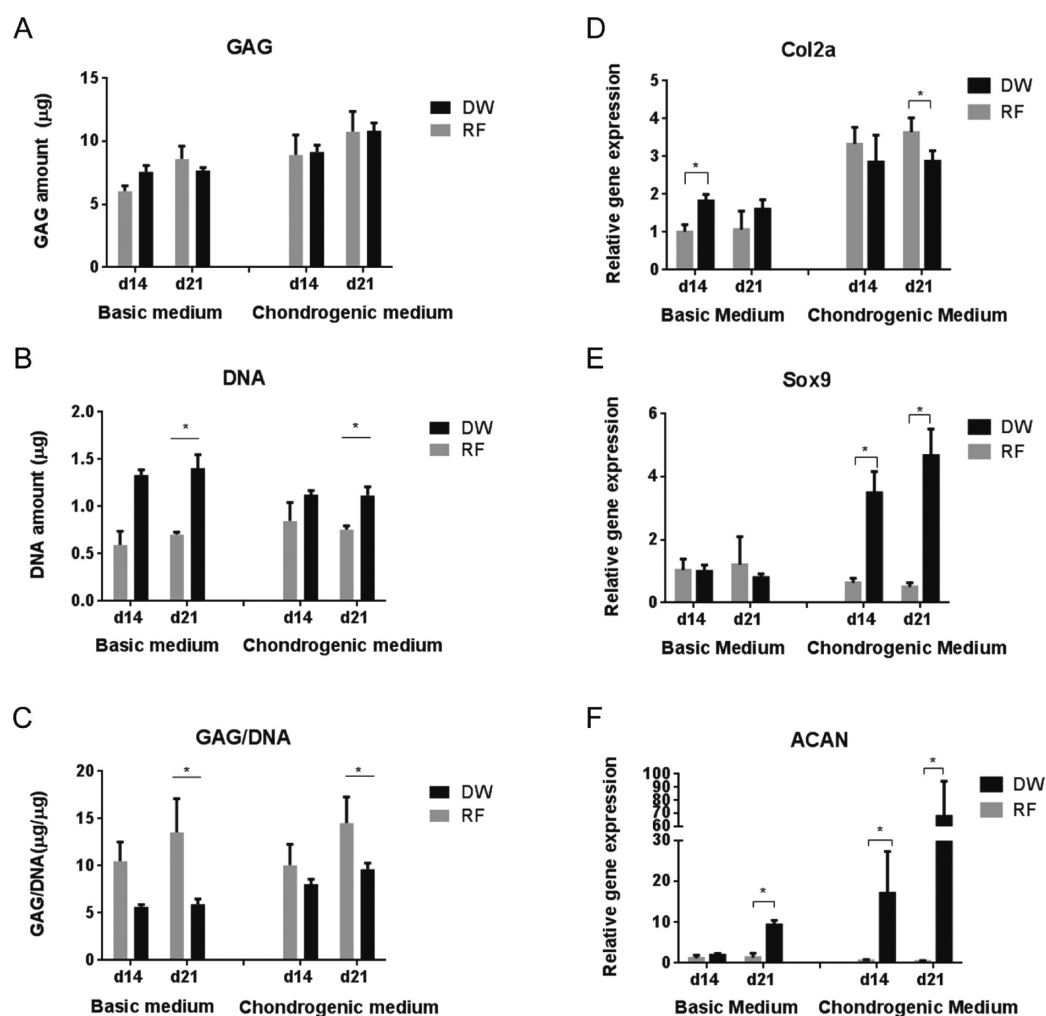 A
GAG
GAG amount (µg)
15
10
5
0
d14 d21 d14 d21
Basic medium Chondrogenic medium
DW
RF
B
DNA
DNA amount (µg)
2.0
1.5
1.0
0.5
0.0
* *
d14 d21 d14 d21
Basic medium Chondrogenic medium
DW
RF
C
GAG/DNA
GAG/DNA(µg/µg)
20
15
10
5
0
* *
d14 d21 d14 d21
Basic medium Chondrogenic medium
DW
RF
D
Col2a
Relative gene expression
5
4
3
2
1
0
* *
d14 d21 d14 d21
Basic Medium Chondrogenic Medium
DW
RF
E
Sox9
Relative gene expression
6
4
2
0
* *
d14 d21 d14 d21
Basic Medium Chondrogenic Medium
DW
RF
F
ACAN
Relative gene expression
100
90
80
70
60
30
20
10
0
* * *
d14 d21 d14 d21
Basic Medium Chondrogenic Medium
DW
RF